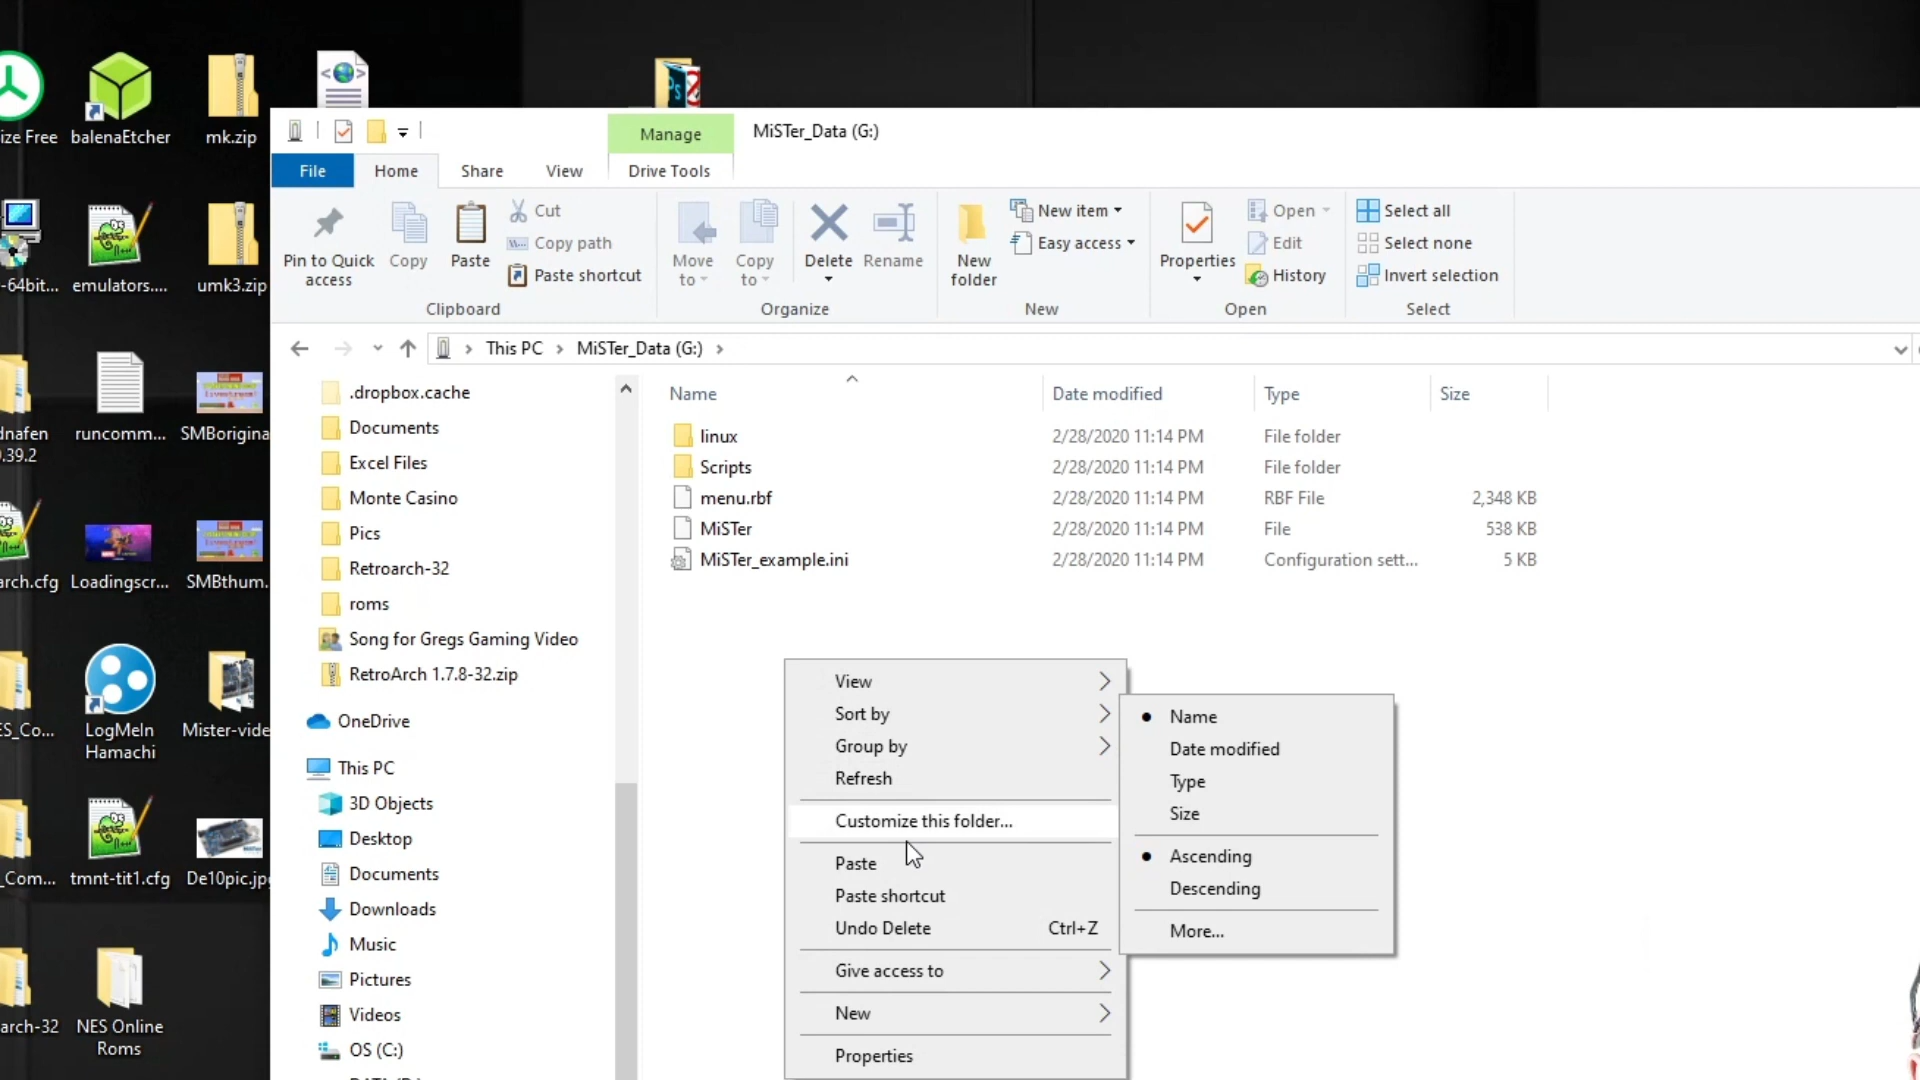 ize Free
balenaEtcher
mk.zip
-64bit...
emulators....
umk3.zip
dnafen
.39.2
runcomm...
SMBorigina
arch.cfg
Loadingscr...
SMBthum.
ES_Co...
LogMeIn
Hamachi
Mister-vide
_Com...
tmnt-tit1.cfg
De10pic.jpg
arch-32
NES Online
Roms
Manage
MiSTer_Data (G:)
File
Home
Share
View
Drive Tools
Pin to Quick
access
Copy
Paste
Cut
Copy path
Paste shortcut
Clipboard
Move
to
Copy
to
Delete
Rename
Organize
New
folder
New item
Easy access
New
Properties
Open
Edit
History
Open
Select all
Select none
Invert selection
Select
This PC
MiSTer_Data (G:)
.dropbox.cache
Documents
Excel Files
Monte Casino
Pics
Retroarch-32
roms
Song for Gregs Gaming Video
RetroArch 1.7.8-32.zip
OneDrive
This PC
3D Objects
Desktop
Documents
Downloads
Music
Pictures
Videos
OS (C:)
Name Date modified Type Size
linux 2/28/2020 11:14 PM File folder
Scripts 2/28/2020 11:14 PM File folder
menu.rbf 2/28/2020 11:14 PM RBF File 2,348 KB
MiSTer 2/28/2020 11:14 PM File 538 KB
MiSTer_example.ini 2/28/2020 11:14 PM Configuration sett... 5 KB
View
Sort by
Group by
Refresh
Customize this folder...
Paste
Paste shortcut
Undo Delete Ctrl+Z
Give access to
New
Properties
Name
Date modified
Type
Size
Ascending
Descending
More...